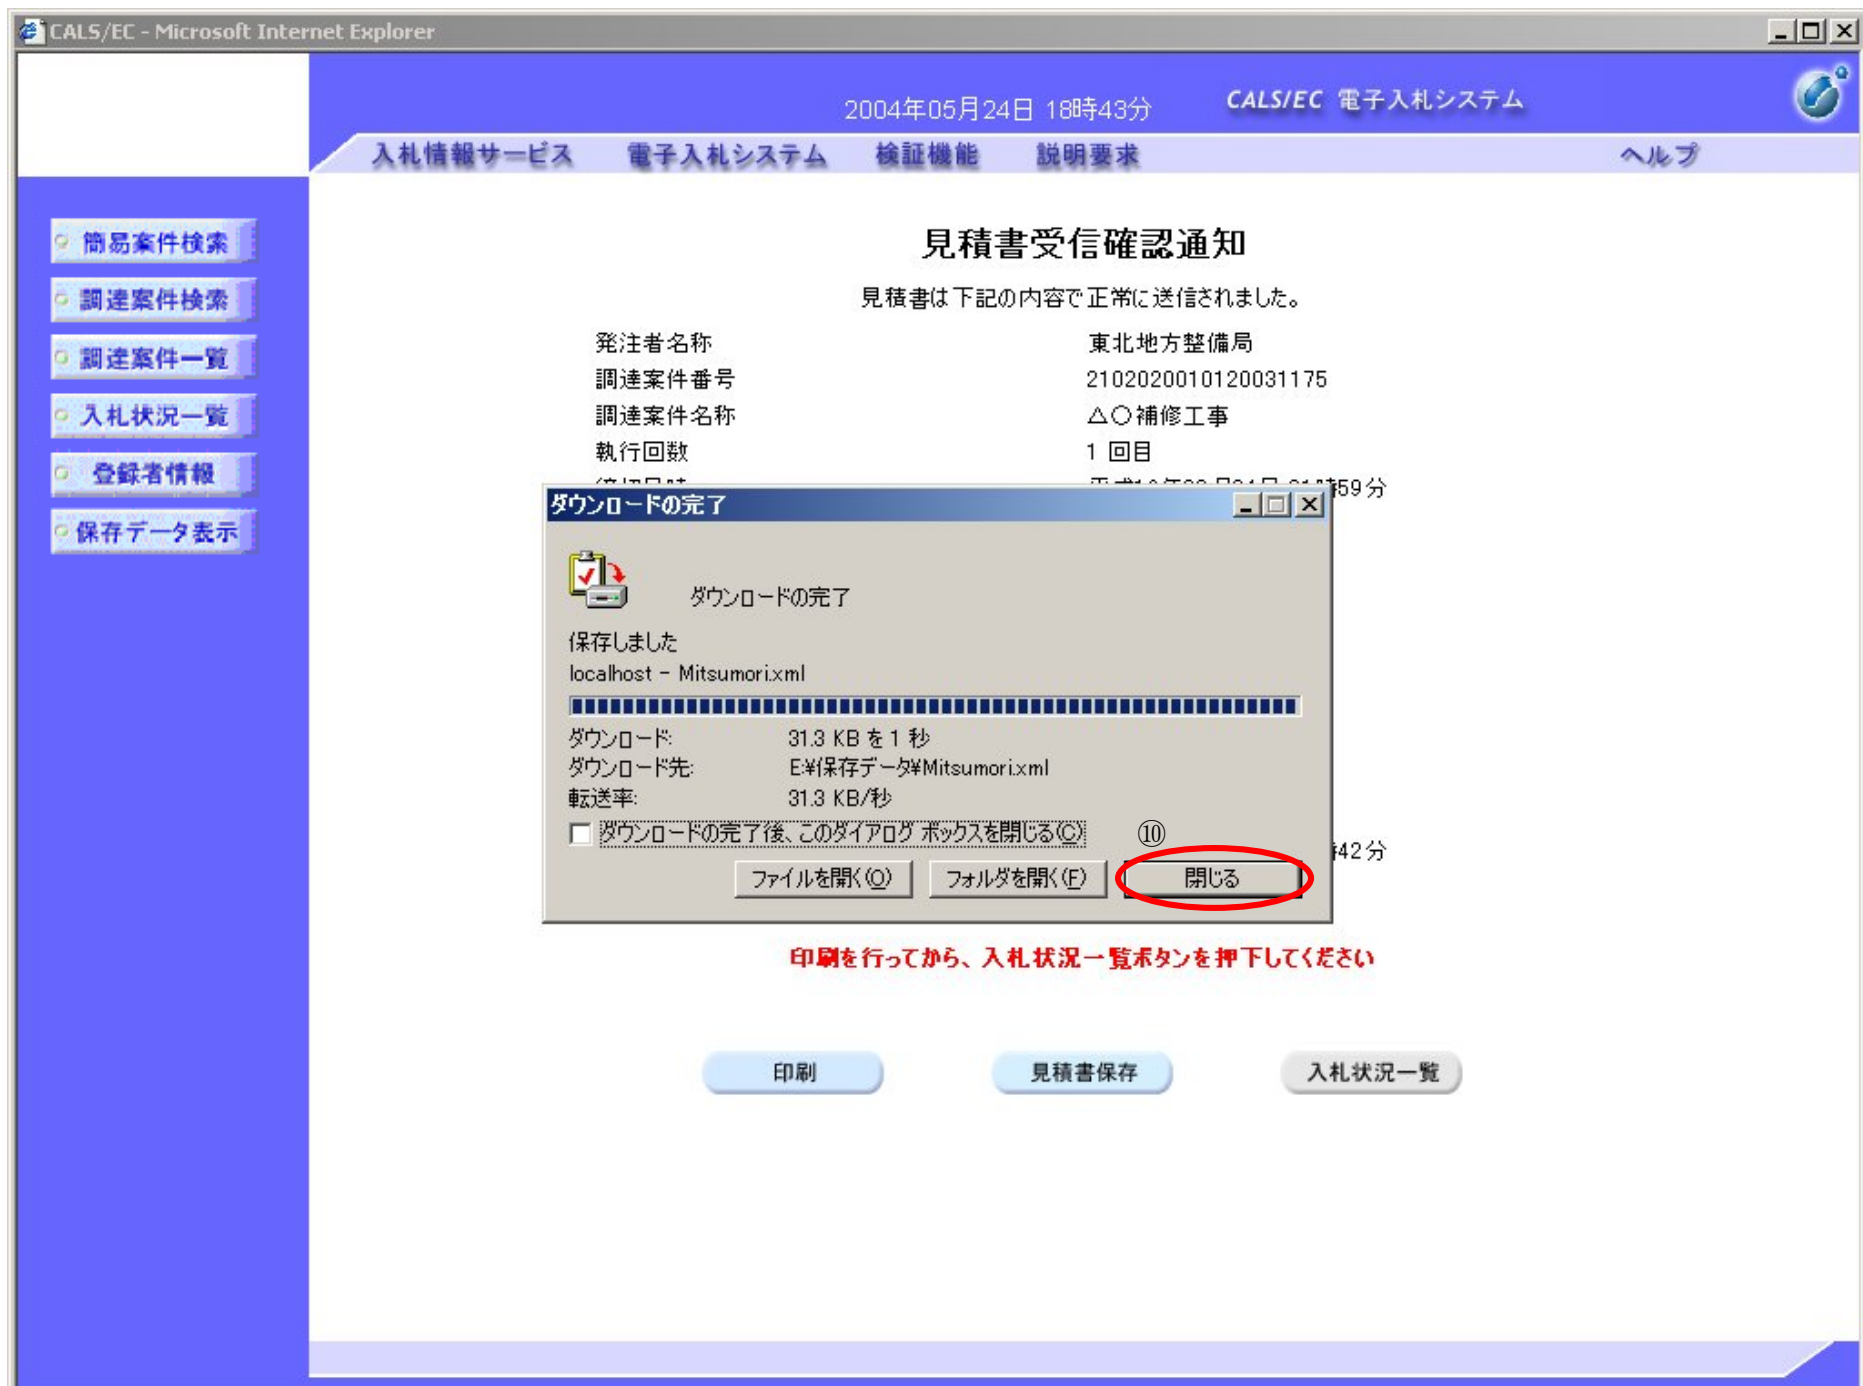 CALS/EC - Microsoft Internet Explorer
2004年05月24日 18時43分
CALS/EC 電子入札システム
入札情報サービス 電子入札システム 検証機能 説明要求 ヘルプ
簡易案件検索
調達案件検索
調達案件一覧
入札状況一覧
登録者情報
保存データ表示
見積書受信確認通知
見積書は下記の内容で正常に送信されました。
発注者名称 東北地方整備局
調達案件番号 2102020010120031175
調達案件名称 △○補修工事
執行回数 1 回目
59分
ダウンロードの完了
ダウンロードの完了
保存しました
localhost - Mitsumori.xml
ダウンロード: 31.3 KB を 1 秒
ダウンロード先: E:¥保存データ¥Mitsumori.xml
転送率: 31.3 KB/秒
ダウンロードの完了後、このダイアログ ボックスを閉じる(C)
⑩
ファイルを開く(O) フォルダを開く(F) 閉じる
42分
印刷を行ってから、入札状況一覧ボタンを押下してください
印刷 見積書保存 入札状況一覧